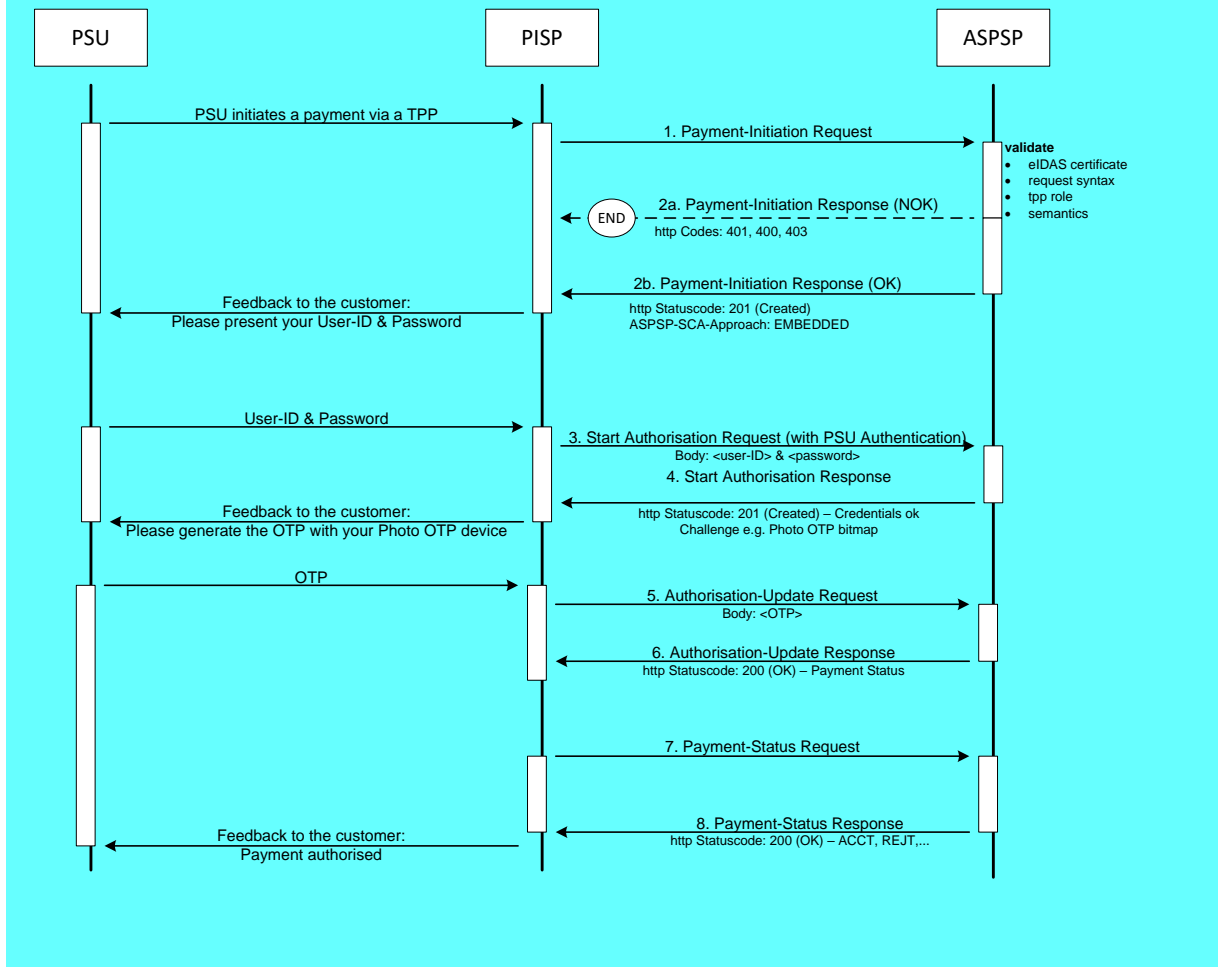 PSU
PISP
ASPSP
PSU initiates a payment via a TPP
1. Payment-Initiation Request
validate
• eIDAS certificate
• request syntax
• tpp role
• semantics
2a. Payment-Initiation Response (NOK)
END
http Codes: 401, 400, 403
2b. Payment-Initiation Response (OK)
Feedback to the customer:
Please present your User-ID & Password
http Statuscode: 201 (Created)
ASPSP-SCA-Approach: EMBEDDED
User-ID & Password
3. Start Authorisation Request (with PSU Authentication)
Body: <user-ID> & <password>
4. Start Authorisation Response
Feedback to the customer:
Please generate the OTP with your Photo OTP device
http Statuscode: 201 (Created) – Credentials ok
Challenge e.g. Photo OTP bitmap
OTP
5. Authorisation-Update Request
Body: <OTP>
6. Authorisation-Update Response
http Statuscode: 200 (OK) – Payment Status
7. Payment-Status Request
8. Payment-Status Response
http Statuscode: 200 (OK) – ACCT, REJT,...
Feedback to the customer:
Payment authorised